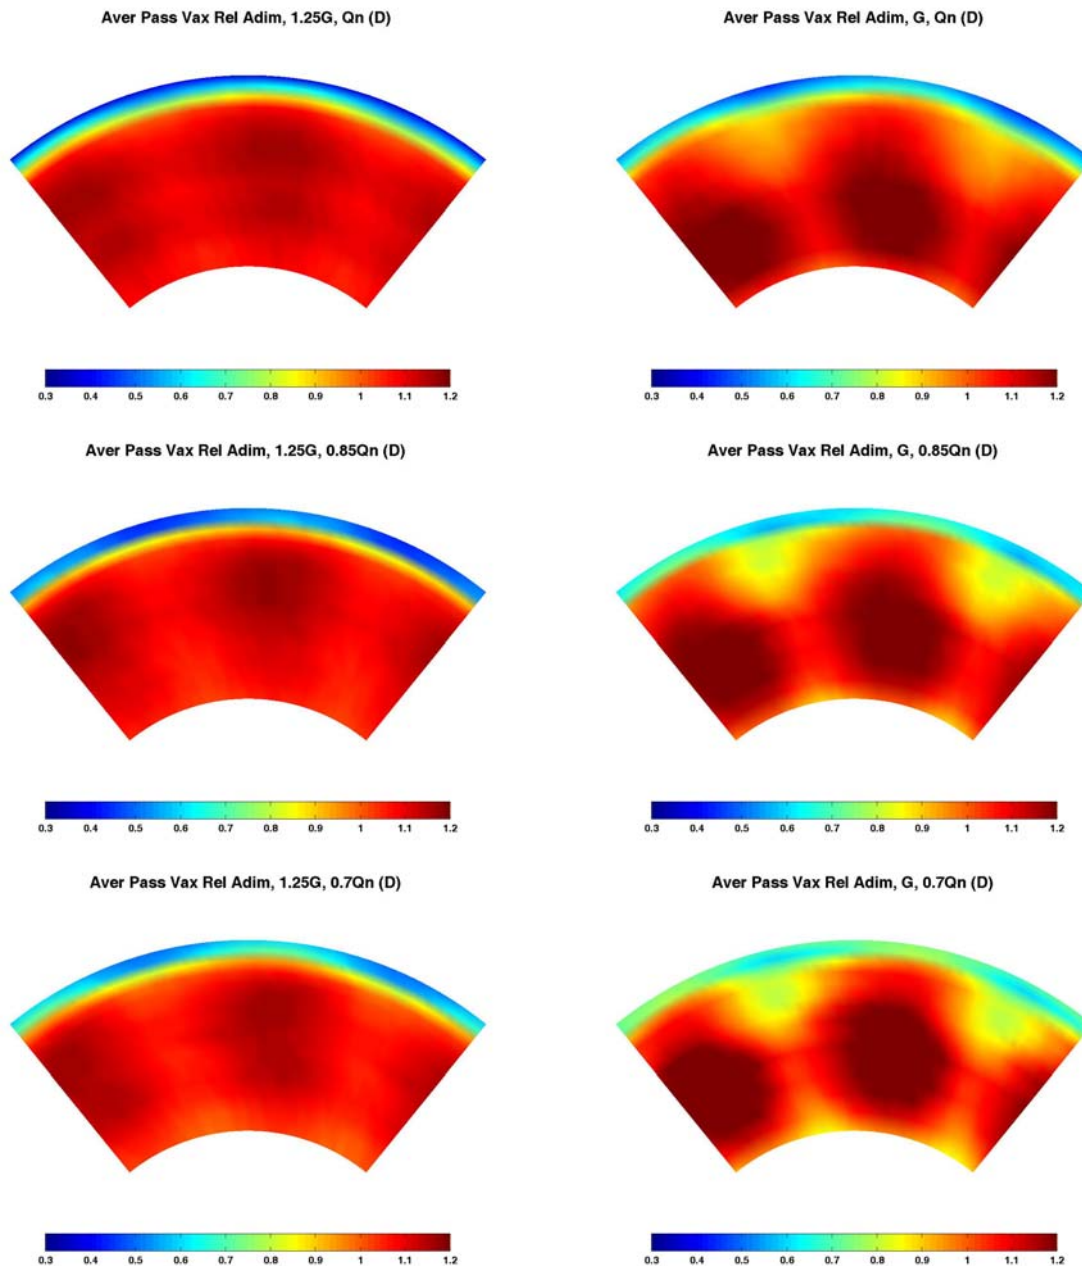 Aver Pass Vax Rel Adim, 1.25G, Qn (D)
Aver Pass Vax Rel Adim, G, Qn (D)
0.3 0.4 0.5 0.6 0.7 0.8 0.9 1 1.1 1.2
0.3 0.4 0.5 0.6 0.7 0.8 0.9 1 1.1 1.2
Aver Pass Vax Rel Adim, 1.25G, 0.85Qn (D)
Aver Pass Vax Rel Adim, G, 0.85Qn (D)
0.3 0.4 0.5 0.6 0.7 0.8 0.9 1 1.1 1.2
0.3 0.4 0.5 0.6 0.7 0.8 0.9 1 1.1 1.2
Aver Pass Vax Rel Adim, 1.25G, 0.7Qn (D)
Aver Pass Vax Rel Adim, G, 0.7Qn (D)
0.3 0.4 0.5 0.6 0.7 0.8 0.9 1 1.1 1.2
0.3 0.4 0.5 0.6 0.7 0.8 0.9 1 1.1 1.2